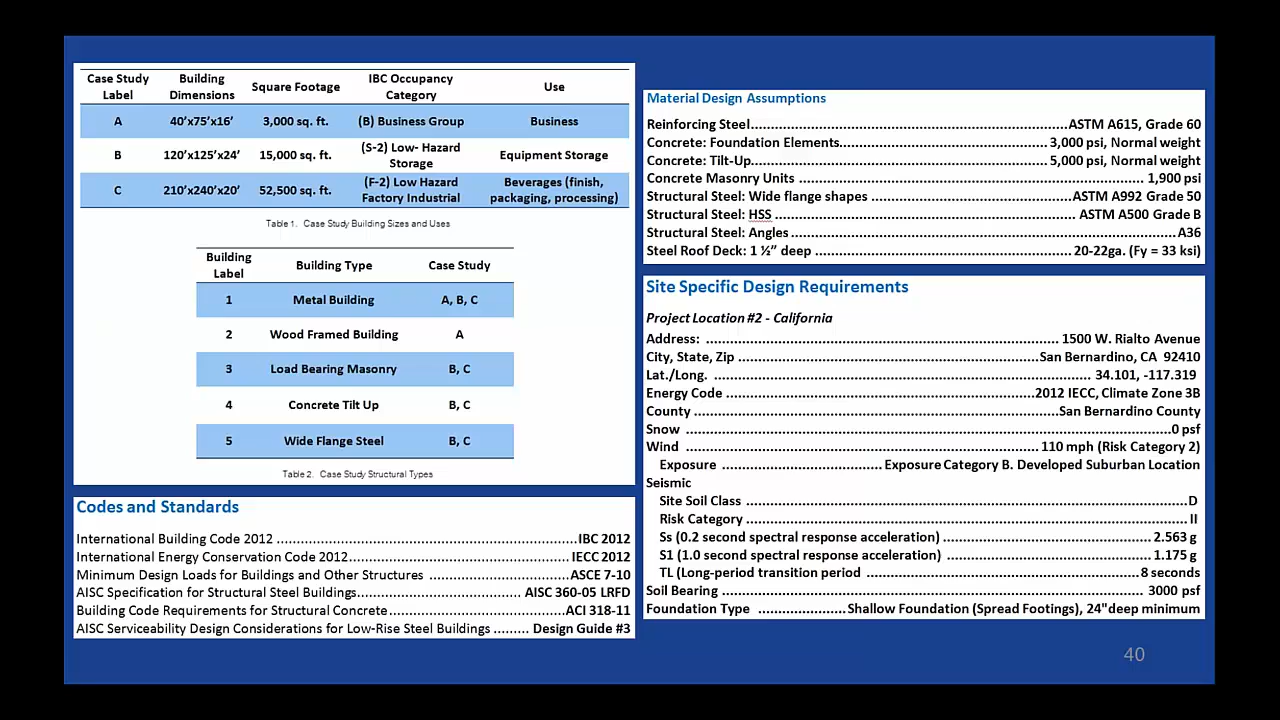 Case Study Label | Building Dimensions | Square Footage | IBC Occupancy Category | Use
A | 40’x75’x16’ | 3,000 sq. ft. | (B) Business Group | Business
B | 120’x125’x24’ | 15,000 sq. ft. | (S-2) Low- Hazard Storage | Equipment Storage
C | 210’x240’x20’ | 52,500 sq. ft. | (F-2) Low Hazard Factory Industrial | Beverages (finish, packaging, processing)
Table 1. Case Study Building Sizes and Uses
Building Label | Building Type | Case Study
1 | Metal Building | A, B, C
2 | Wood Framed Building | A
3 | Load Bearing Masonry | B, C
4 | Concrete Tilt Up | B, C
5 | Wide Flange Steel | B, C
Table 2. Case Study Structural Types
Codes and Standards
International Building Code 2012 ........ IBC 2012
International Energy Conservation Code 2012 ........ IECC 2012
Minimum Design Loads for Buildings and Other Structures ........ ASCE 7-10
AISC Specification for Structural Steel Buildings ........ AISC 360-05 LRFD
Building Code Requirements for Structural Concrete ........ ACI 318-11
AISC Serviceability Design Considerations for Low-Rise Steel Buildings ......... Design Guide #3
Material Design Assumptions
Reinforcing Steel ........ ASTM A615, Grade 60
Concrete: Foundation Elements ........ 3,000 psi, Normal weight
Concrete: Tilt-Up ........ 5,000 psi, Normal weight
Concrete Masonry Units ........ 1,900 psi
Structural Steel: Wide flange shapes ........ ASTM A992 Grade 50
Structural Steel: HSS ........ ASTM A500 Grade B
Structural Steel: Angles ........ A36
Steel Roof Deck: 1 ½” deep ........ 20-22ga. (Fy = 33 ksi)
Site Specific Design Requirements
Project Location #2 - California
Address: ........ 1500 W. Rialto Avenue
City, State, Zip ........ San Bernardino, CA 92410
Lat./Long. ........ 34.101, -117.319
Energy Code ........ 2012 IECC, Climate Zone 3B
County ........ San Bernardino County
Snow ........ 0 psf
Wind ........ 110 mph (Risk Category 2)
Exposure ........ Exposure Category B. Developed Suburban Location
Seismic
Site Soil Class ........ D
Risk Category ........ II
Ss (0.2 second spectral response acceleration) ........ 2.563 g
S1 (1.0 second spectral response acceleration) ........ 1.175 g
TL (Long-period transition period ........ 8 seconds
Soil Bearing ........ 3000 psf
Foundation Type ........ Shallow Foundation (Spread Footings), 24"deep minimum
40